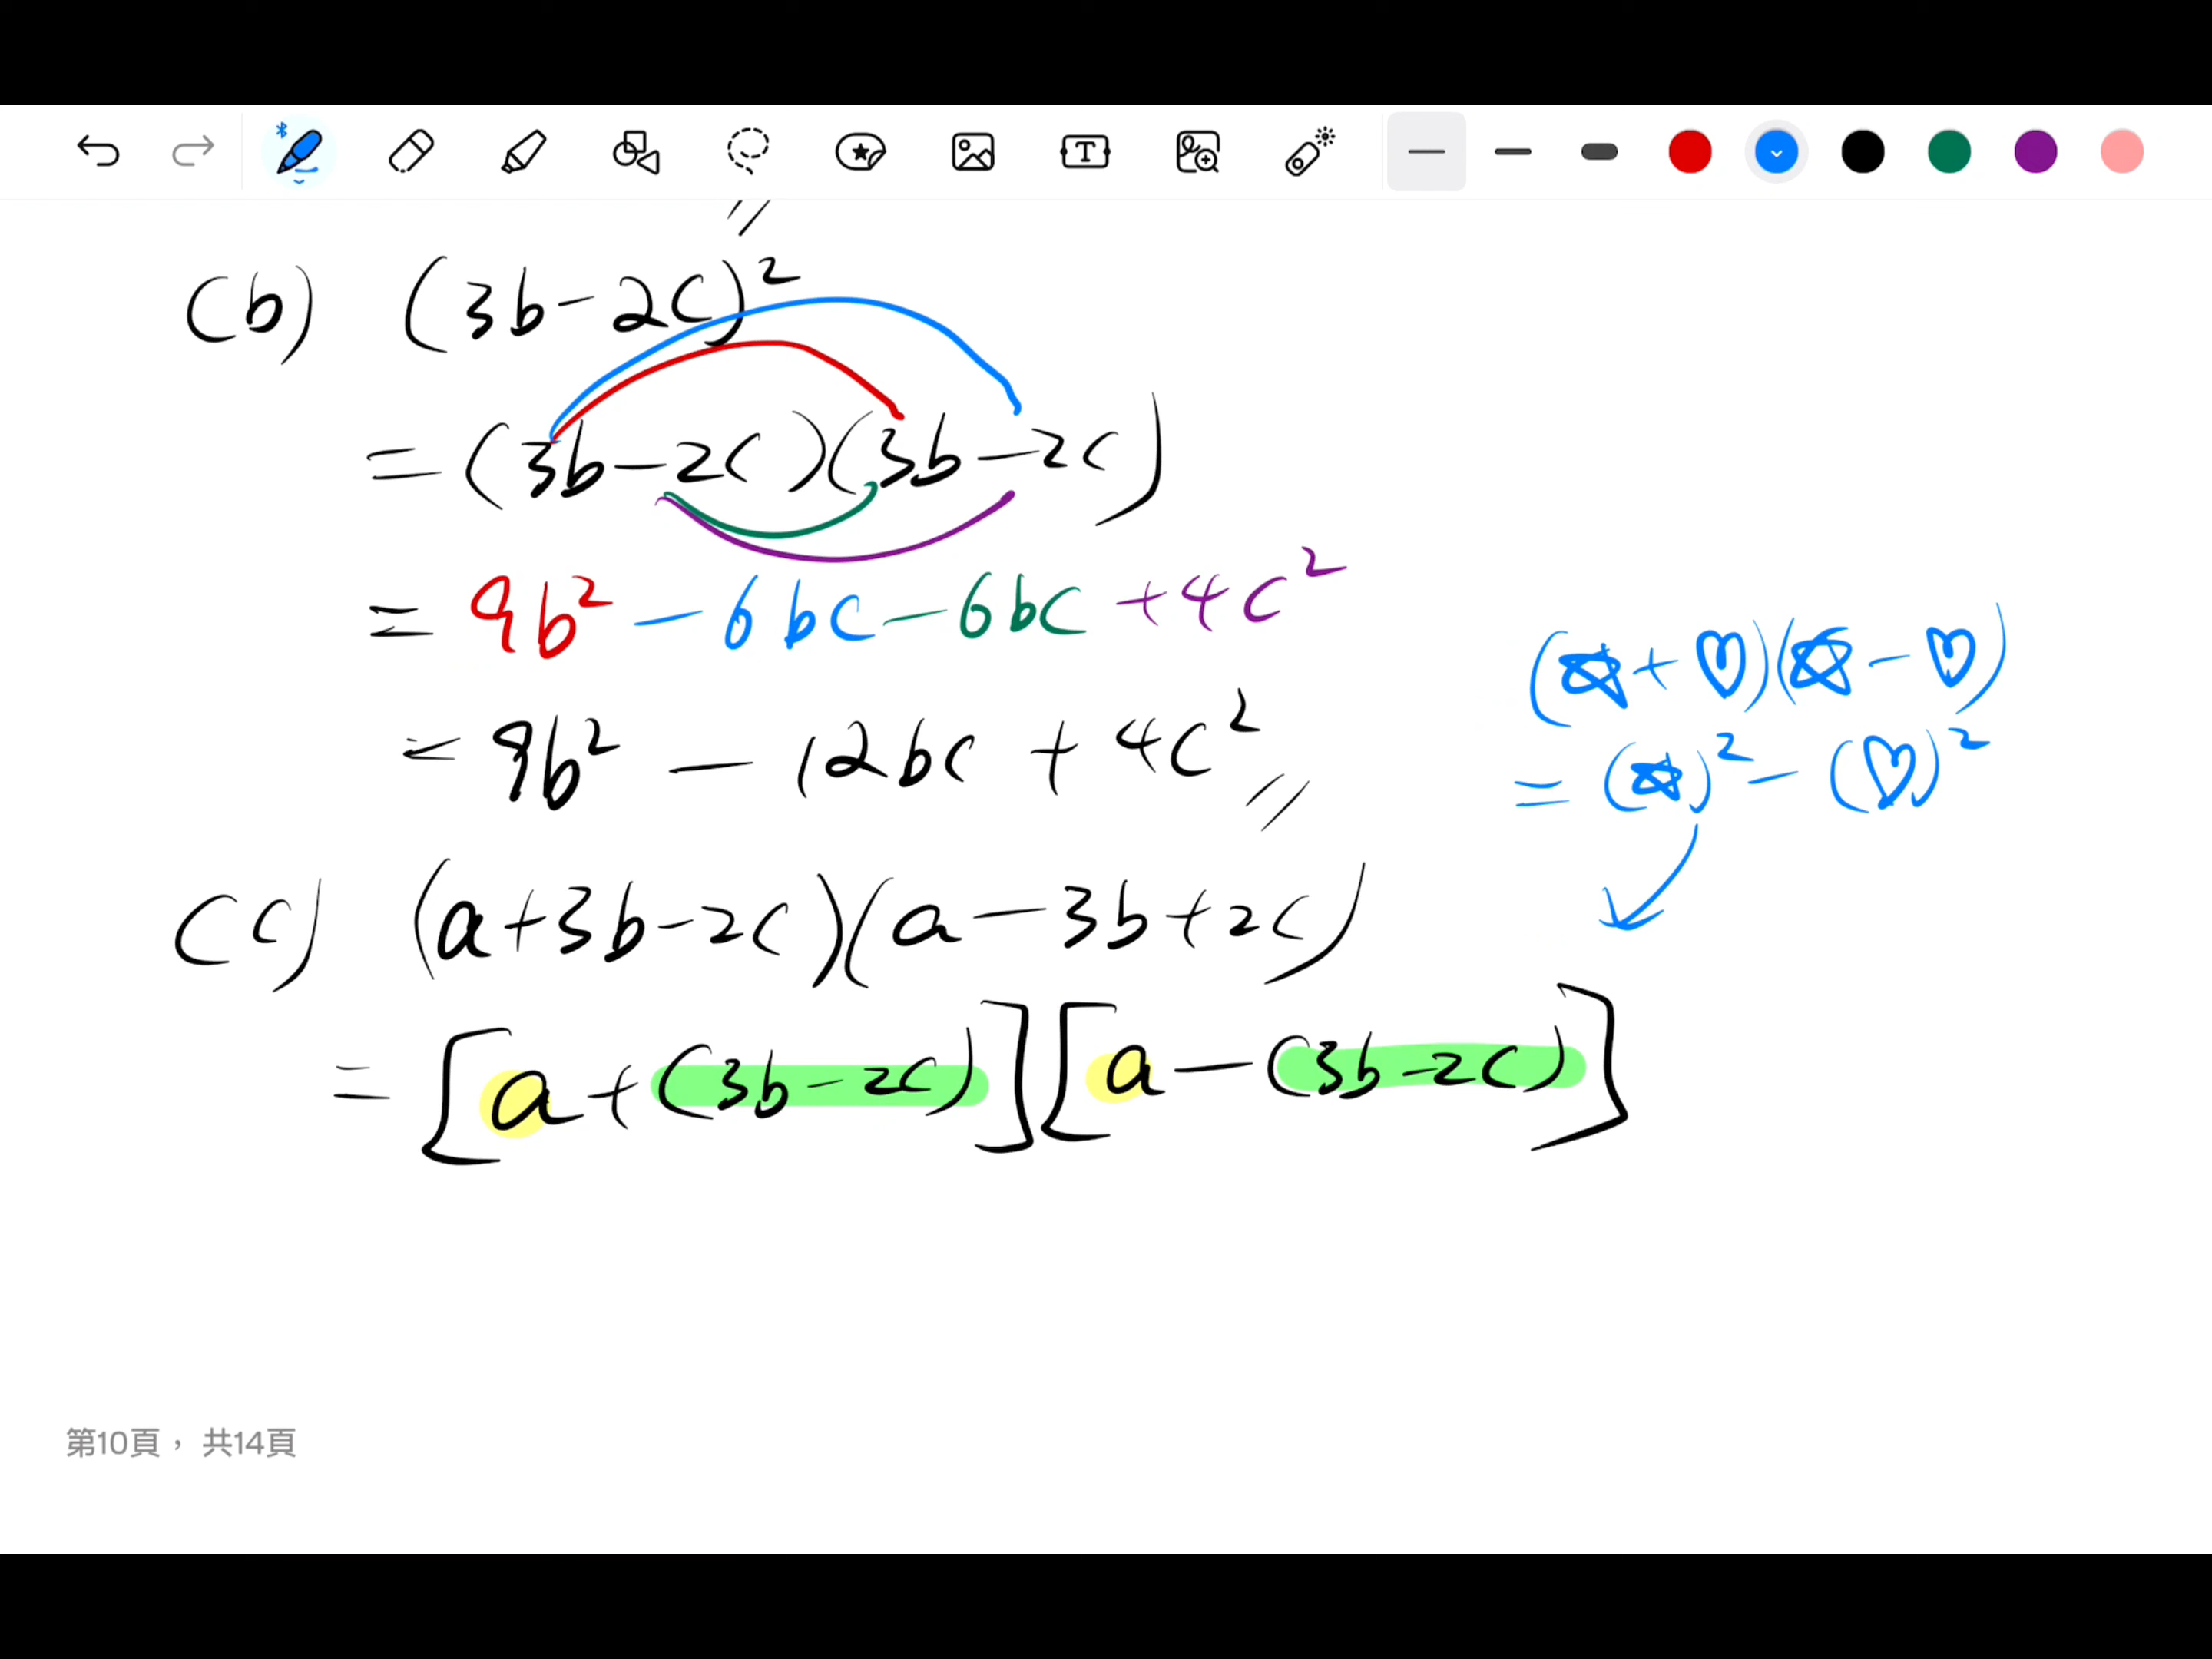 (b) (3b-2c)²
=(3b-2c)(3b-2c)
= 9b² - 6bc - 6bc + 4c²
(☆+♡)(☆-♡)
= 9b² - 12bc + 4c²
= (☆)² - (♡)²
(c) (a+3b-2c)(a-3b+2c)
= [a+(3b-2c)][a-(3b-2c)]
第10頁，共14頁